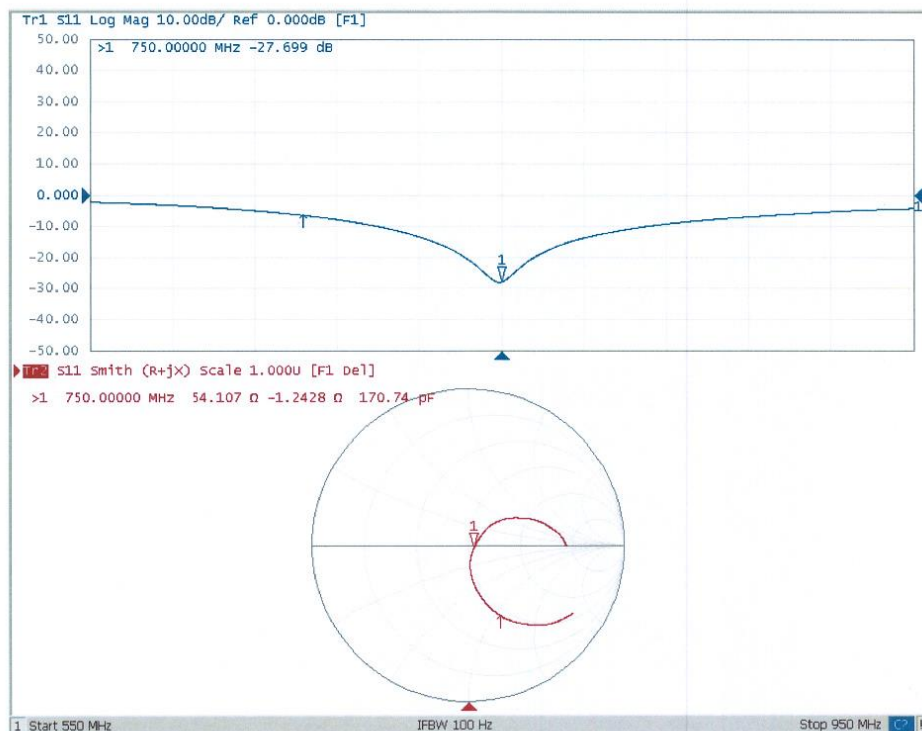 Tr1 S11 Log Mag 10.00dB/ Ref 0.000dB [F1]
50.00
>1 750.00000 MHz -27.699 dB
40.00
30.00
20.00
10.00
0.000
1
-10.00
-20.00
1
-30.00
-40.00
-50.00
Tr2 S11 Smith (R+jX) Scale 1.000U [F1 Del]
>1 750.00000 MHz 54.107 Ω -1.2428 Ω 170.74 pF
1
1 Start 550 MHz IFBW 100 Hz Stop 950 MHz C?